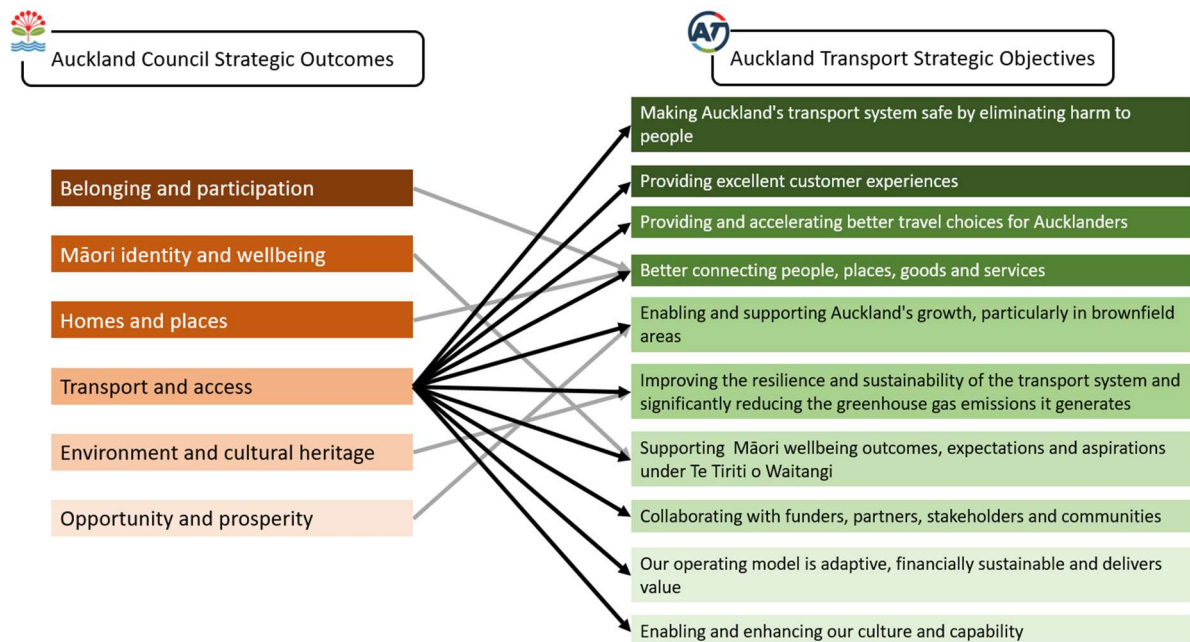 Auckland Council Strategic Outcomes
AT
Auckland Transport Strategic Objectives
Belonging and participation
Māori identity and wellbeing
Homes and places
Transport and access
Environment and cultural heritage
Opportunity and prosperity
Making Auckland's transport system safe by eliminating harm to
people
Providing excellent customer experiences
Providing and accelerating better travel choices for Aucklanders
Better connecting people, places, goods and services
Enabling and supporting Auckland's growth, particularly in brownfield
areas
Improving the resilience and sustainability of the transport system and
significantly reducing the greenhouse gas emissions it generates
Supporting Māori wellbeing outcomes, expectations and aspirations
under Te Tiriti o Waitangi
Collaborating with funders, partners, stakeholders and communities
Our operating model is adaptive, financially sustainable and delivers
value
Enabling and enhancing our culture and capability